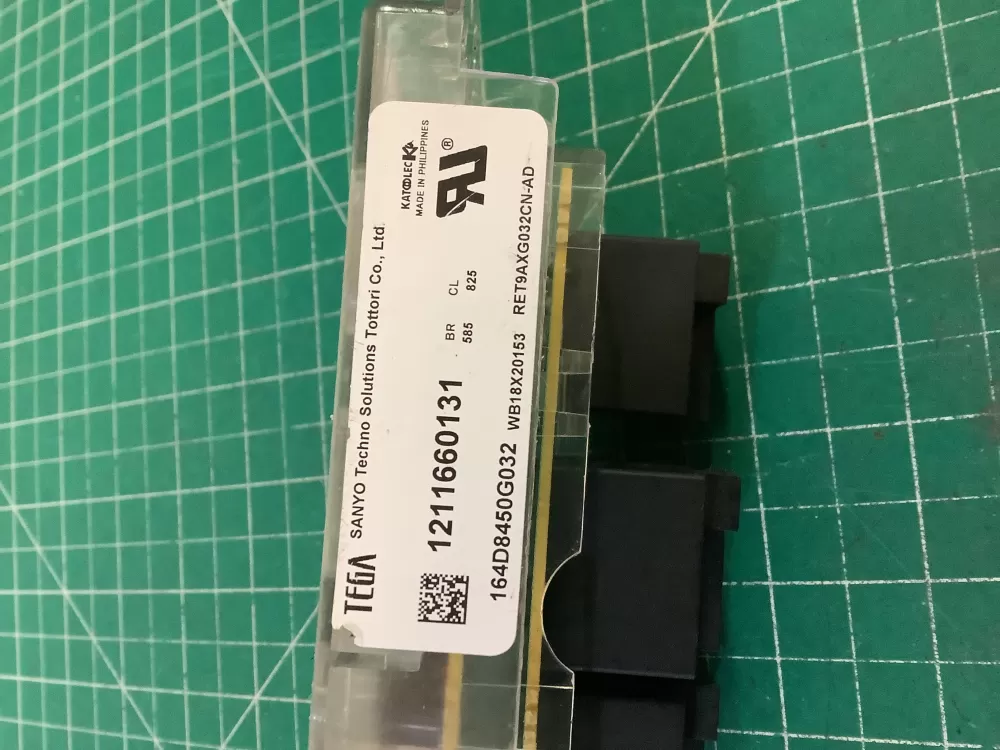 TEGA SANYO Techno Solutions Tottori Co., Ltd.
KATOOLEC
MADE IN PHILIPPINES
1211660131
BR CL
585 825
164D8450G032 WB18X20153 RET9AXG032CN-AD